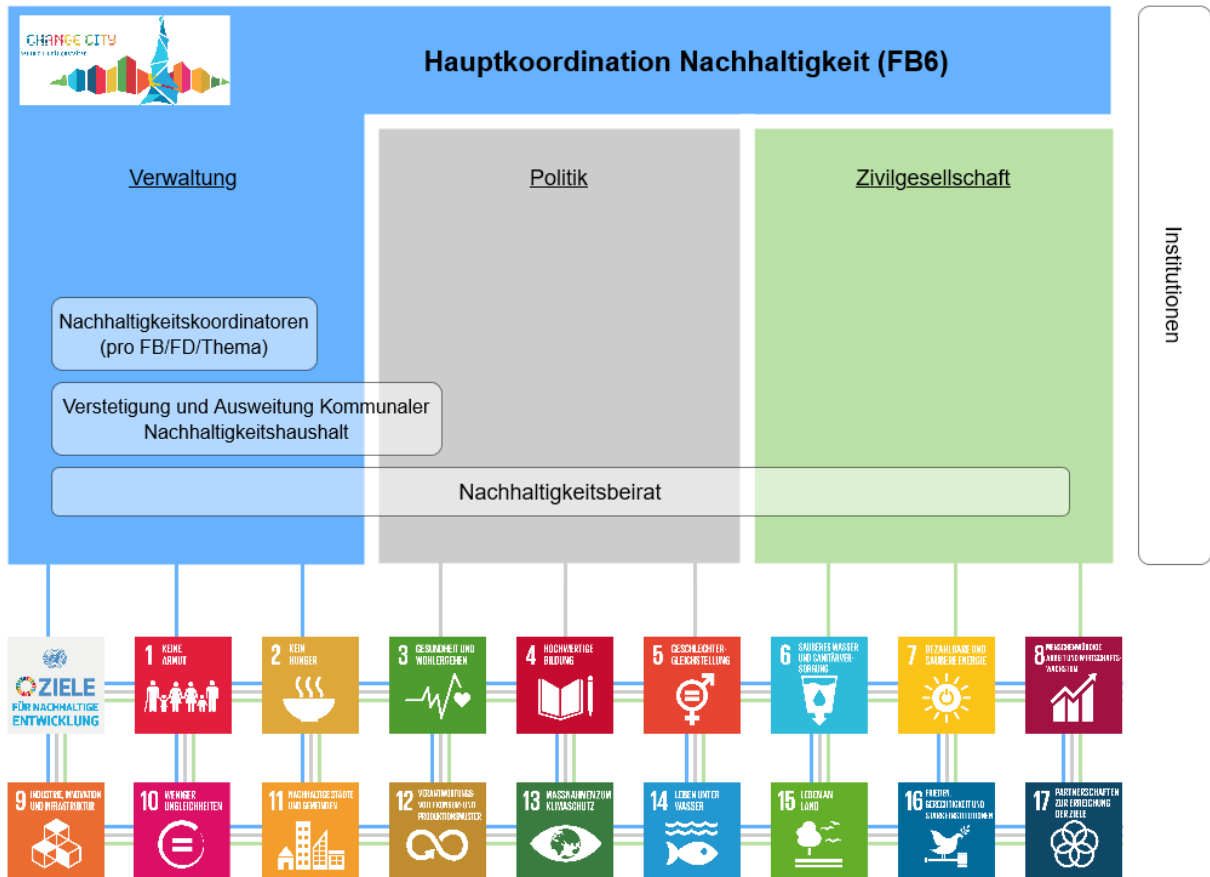 CHANGE CITY
Hauptkoordination Nachhaltigkeit (FB6)
Verwaltung
Politik
Zivilgesellschaft
Institutionen
Nachhaltigkeitskoordinatoren
(pro FB/FD/Thema)
Verstetigung und Ausweitung Kommunaler
Nachhaltigkeitshaushalt
Nachhaltigkeitsbeirat
ZIELE
FÜR NACHHALTIGE
ENTWICKLUNG
1 KEINE
ARMUT
2 KEIN
HUNGER
3 GESUNDHEIT UND
WOHLERGEHEN
4 HOCHWERTIGE
BILDUNG
5 GESCHLECHTER-
GLEICHSTELLUNG
6 SAUBERES WASSER
UND SANITÄRVER-
SORGUNG
7 BEZAHLBARE UND
SAUBERE ENERGIE
8 MENSCHENWÜRDIGE
ARBEIT UND WIRTSCHAFTS-
WACHSTUM
9 INDUSTRIE, INNOVATION
UND INFRASTRUKTUR
10 WENIGER
UNGLEICHHEITEN
11 NACHHALTIGE STÄDTE
UND GEMEINDEN
12 VERANTWORTUNGS-
VOLLE KONSUM- UND
PRODUKTIONSMUSTER
13 MASSNAHMEN ZUM
KLIMASCHUTZ
14 LEBEN UNTER
WASSER
15 LEBEN AN
LAND
16 FRIEDEN,
GERECHTIGKEIT UND
STARKE INSTITUTIONEN
17 PARTNERSCHAFTEN
ZUR ERREICHUNG
DER ZIELE